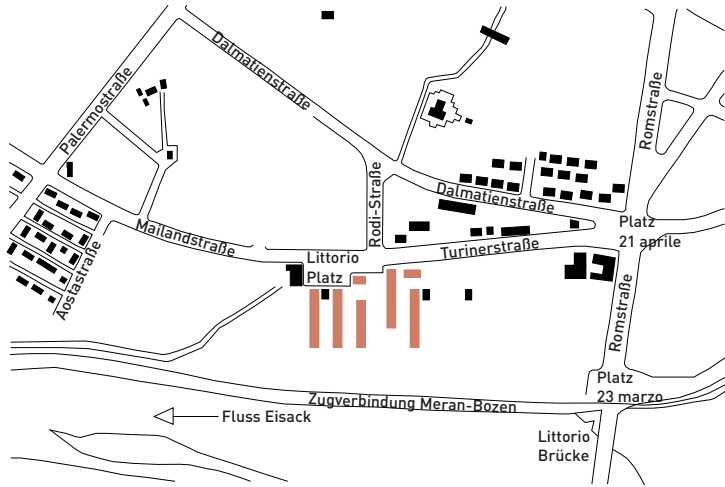 Dalmatienstraße
Palermostraße
Romstraße
Dalmatienstraße
Rodi-Straße
Mailandstraße
Platz
21 aprile
Aostastraße
Littorio
Platz
Turinerstraße
Romstraße
Platz
23 marzo
Zugverbindung Meran-Bozen
Fluss Eisack
Littorio
Brücke